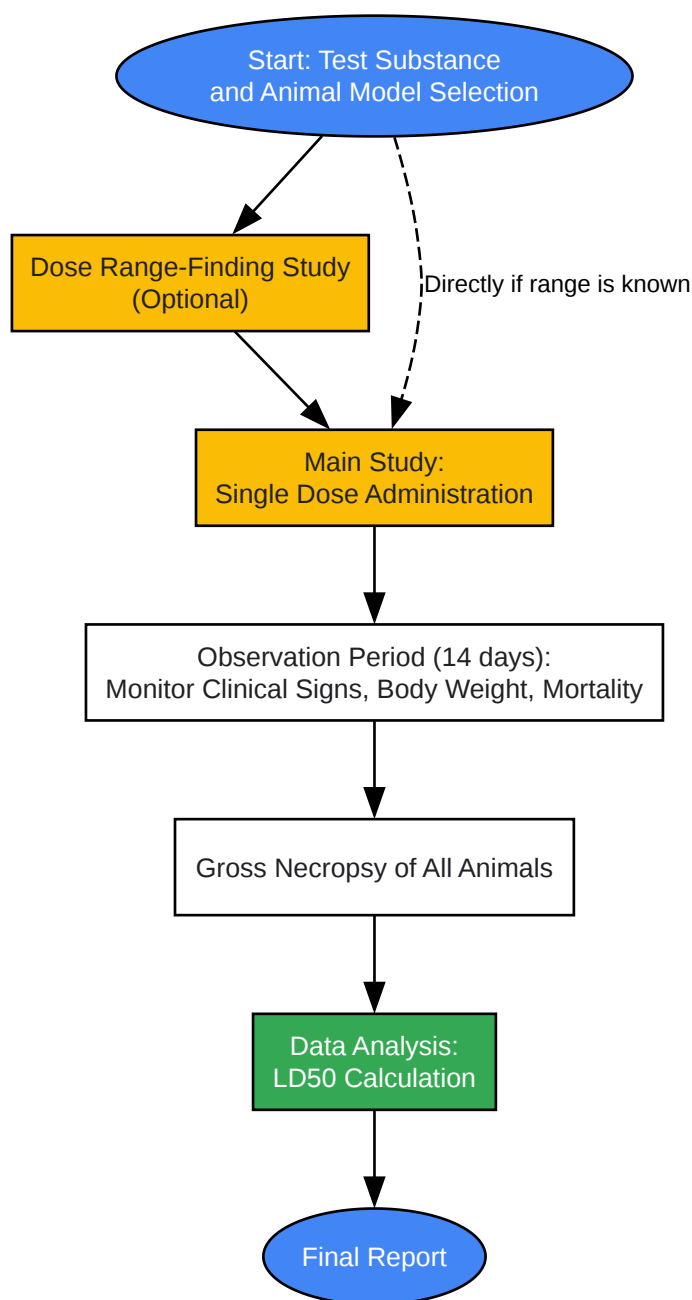 Start: Test Substance
and Animal Model Selection
Dose Range-Finding Study
(Optional)
Directly if range is known
Main Study:
Single Dose Administration
Observation Period (14 days):
Monitor Clinical Signs, Body Weight, Mortality
Gross Necropsy of All Animals
Data Analysis:
LD50 Calculation
Final Report